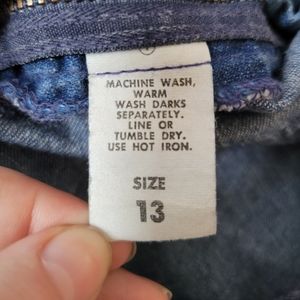 MACHINE WASH,
WARM
WASH DARKS
SEPARATELY.
LINE OR
TUMBLE DRY.
USE HOT IRON.
SIZE
13